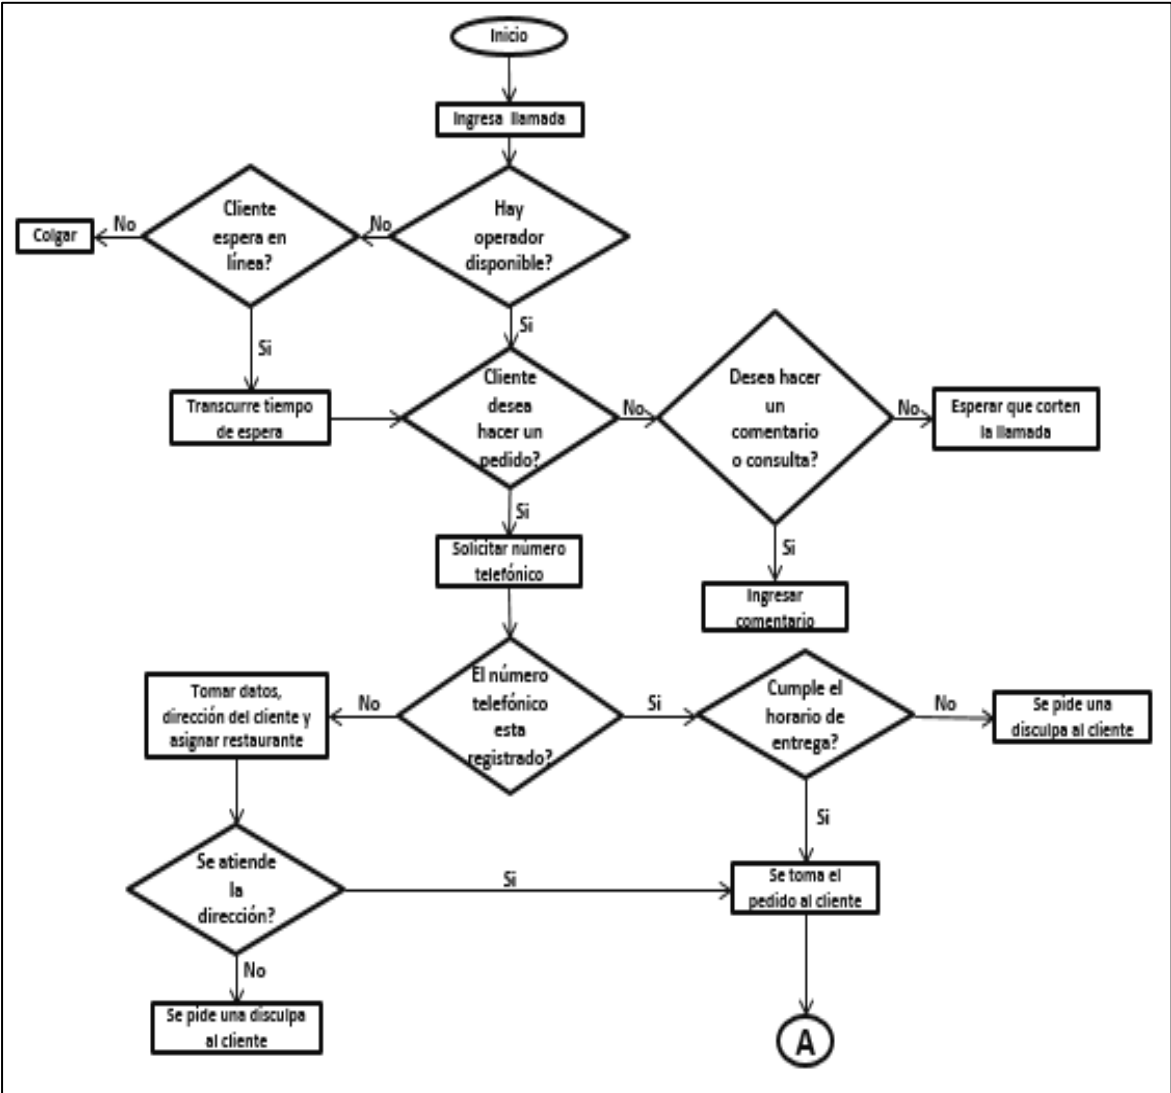 Inicio
Ingresa llamada
Hay
operador
disponible?
No
Cliente
espera en
línea?
No
Colgar
Si
Transcurre tiempo
de espera
Si
Cliente
desea
hacer un
pedido?
No
Desea hacer
un
comentario
o consulta?
No
Esperar que corten
la llamada
Si
Ingresar
comentario
Si
Solicitar número
telefónico
El número
telefónico
esta
registrado?
No
Tomar datos,
dirección del cliente y
asignar restaurante
Si
Cumple el
horario de
entrega?
No
Se pide una
disculpa al cliente
Si
Se atiende
la
dirección?
Si
Se toma el
pedido al cliente
No
Se pide una disculpa
al cliente
A